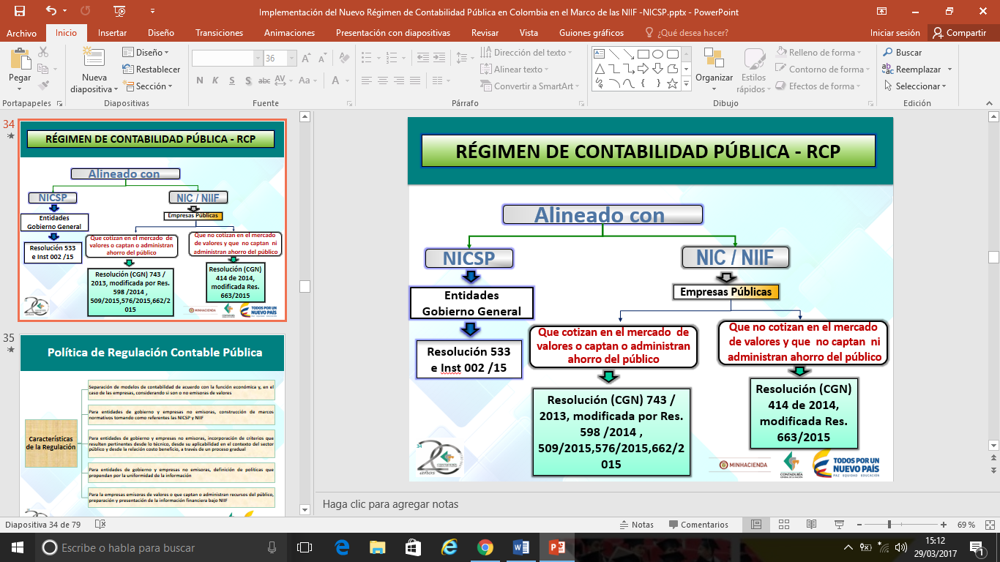 Implementación del Nuevo Régimen de Contabilidad Pública en Colombia en el Marco de las NIIF -NICSP.pptx - PowerPoint
Archivo Inicio Insertar Diseño Transiciones Animaciones Presentación con diapositivas Revisar Vista Guiones gráficos ¿Qué desea hacer? Iniciar sesión Compartir
Pegar
Nueva
diapositiva
Diseño
Restablecer
Sección
36
N K S S abc AV Aa A
Dirección del texto
Alinear texto
Convertir a SmartArt
Organizar
Estilos
rápidos
Relleno de forma
Contorno de forma
Efectos de forma
Buscar
Reemplazar
Seleccionar
Portapapeles Diapositivas Fuente Párrafo Dibujo Edición
34
RÉGIMEN DE CONTABILIDAD PÚBLICA - RCP
Alineado con
NICSP
NIC / NIIF
Entidades
Gobierno General
Empresas Públicas
Resolución 533
e Inst 002 /15
Que cotizan en el mercado de
valores o captan o administran
ahorro del público
Que no cotizan en el mercado
de valores y que no captan ni
administran ahorro del público
Resolución (CGN) 743 /
2013, modificada por Res.
598 /2014 ,
509/2015,576/2015,662/2
015
Resolución (CGN)
414 de 2014,
modificada Res.
663/2015
MINHACIENDA
TODOS POR UN
NUEVO PAÍS
35
Política de Regulación Contable Pública
Características
de la Regulación
Separación de modelos de contabilidad de acuerdo con la función económica y, en el
caso de las empresas, considerando si son o no emisoras de valores
Para entidades de gobierno y empresas no emisoras, construcción de marcos
normativos tomando como referentes las NICSP y NIIF
Para entidades de gobierno y empresas no emisoras, incorporación de criterios que
resulten pertinentes desde lo técnico, desde su aplicabilidad en el contexto del sector
público y desde la relación costo beneficio, a través de un proceso gradual
Para entidades de gobierno y empresas no emisoras, definición de políticas que
propendan por la uniformidad de la información
Para la empresas emisoras de valores o que captan o administran recursos del público,
preparación y presentación de la información financiera bajo NIIF
RÉGIMEN DE CONTABILIDAD PÚBLICA - RCP
Alineado con
NICSP
NIC / NIIF
Entidades
Gobierno General
Empresas Públicas
Resolución 533
e Inst 002 /15
Que cotizan en el mercado de
valores o captan o administran
ahorro del público
Que no cotizan en el mercado
de valores y que no captan ni
administran ahorro del público
Resolución (CGN) 743 /
2013, modificada por Res.
598 /2014 ,
509/2015,576/2015,662/2
015
Resolución (CGN)
414 de 2014,
modificada Res.
663/2015
34
20
años
MINHACIENDA
CONTADURÍA
GENERAL DE LA NACIÓN
TODOS POR UN
NUEVO PAÍS
PAZ EQUIDAD EDUCACIÓN
Haga clic para agregar notas
Diapositiva 34 de 79 Notas Comentarios 69 %
Escribe o habla para buscar
15:12
29/03/2017
1